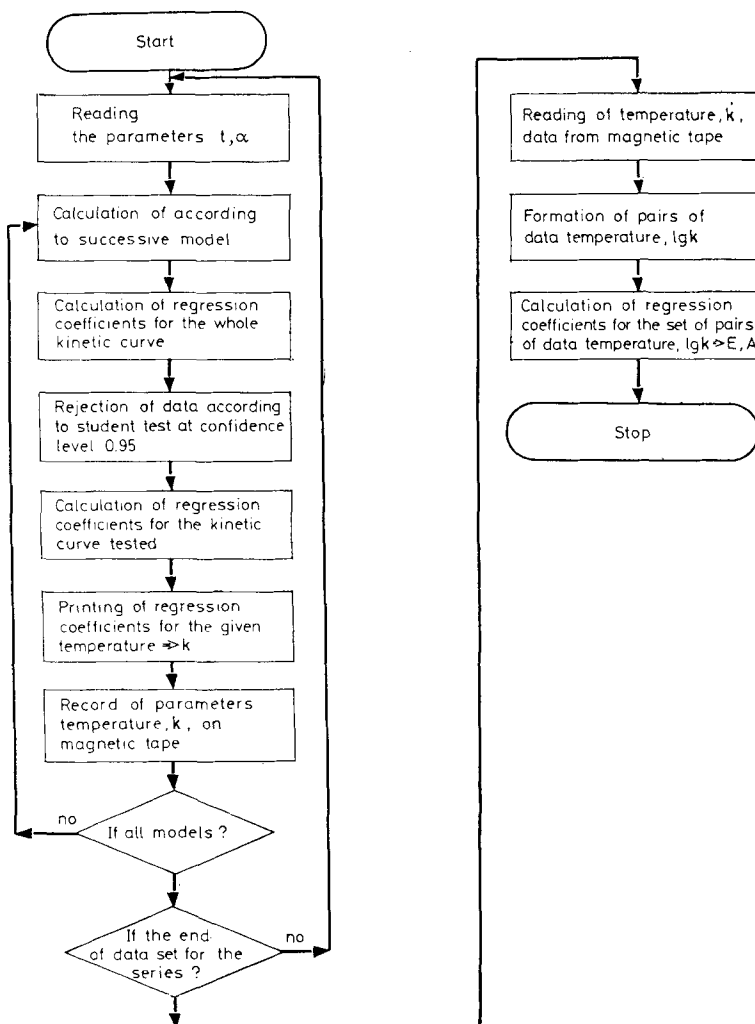 Start
Reading
the parameters t,α
Calculation of according
to successive model
Calculation of regression
coefficients for the whole
kinetic curve
Rejection of data according
to student test at confidence
level 0.95
Calculation of regression
coefficients for the kinetic
curve tested
Printing of regression
coefficients for the given
temperature ⇒ k
Record of parameters
temperature, k, on
magnetic tape
If all models ?
no
If the end
of data set for the
series ?
no
Reading of temperature, k,
data from magnetic tape
Formation of pairs of
data temperature, lgk
Calculation of regression
coefficients for the set of pairs
of data temperature, lgk ⇒ E, A
Stop